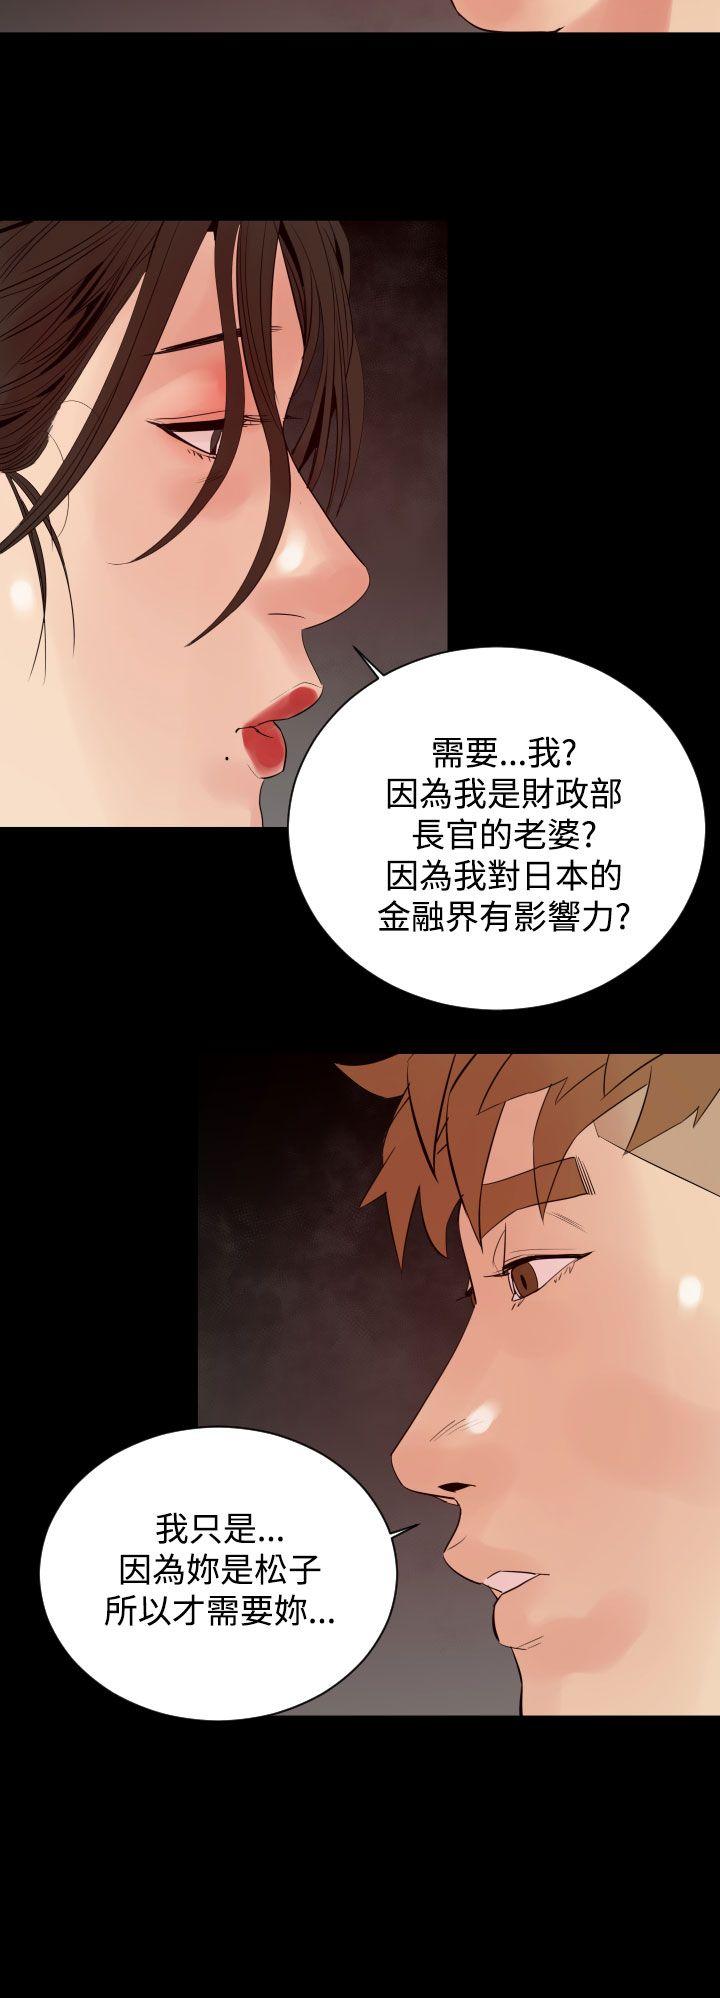 需要...我?
因為我是財政部
長官的老婆?
因為我對日本的
金融界有影響力?
我只是...
因為妳是松子
所以才需要妳...